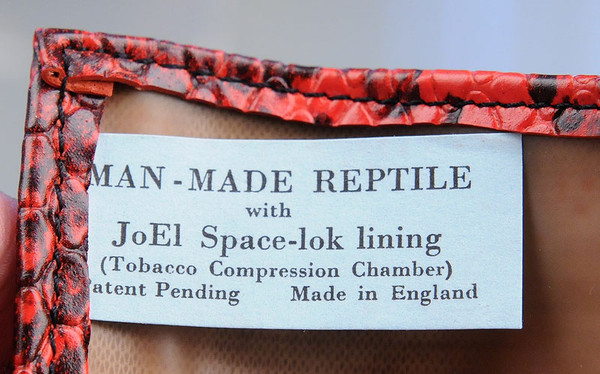 MAN-MADE REPTILE
with
JoEl Space-lok lining
(Tobacco Compression Chamber)
atent Pending Made in England